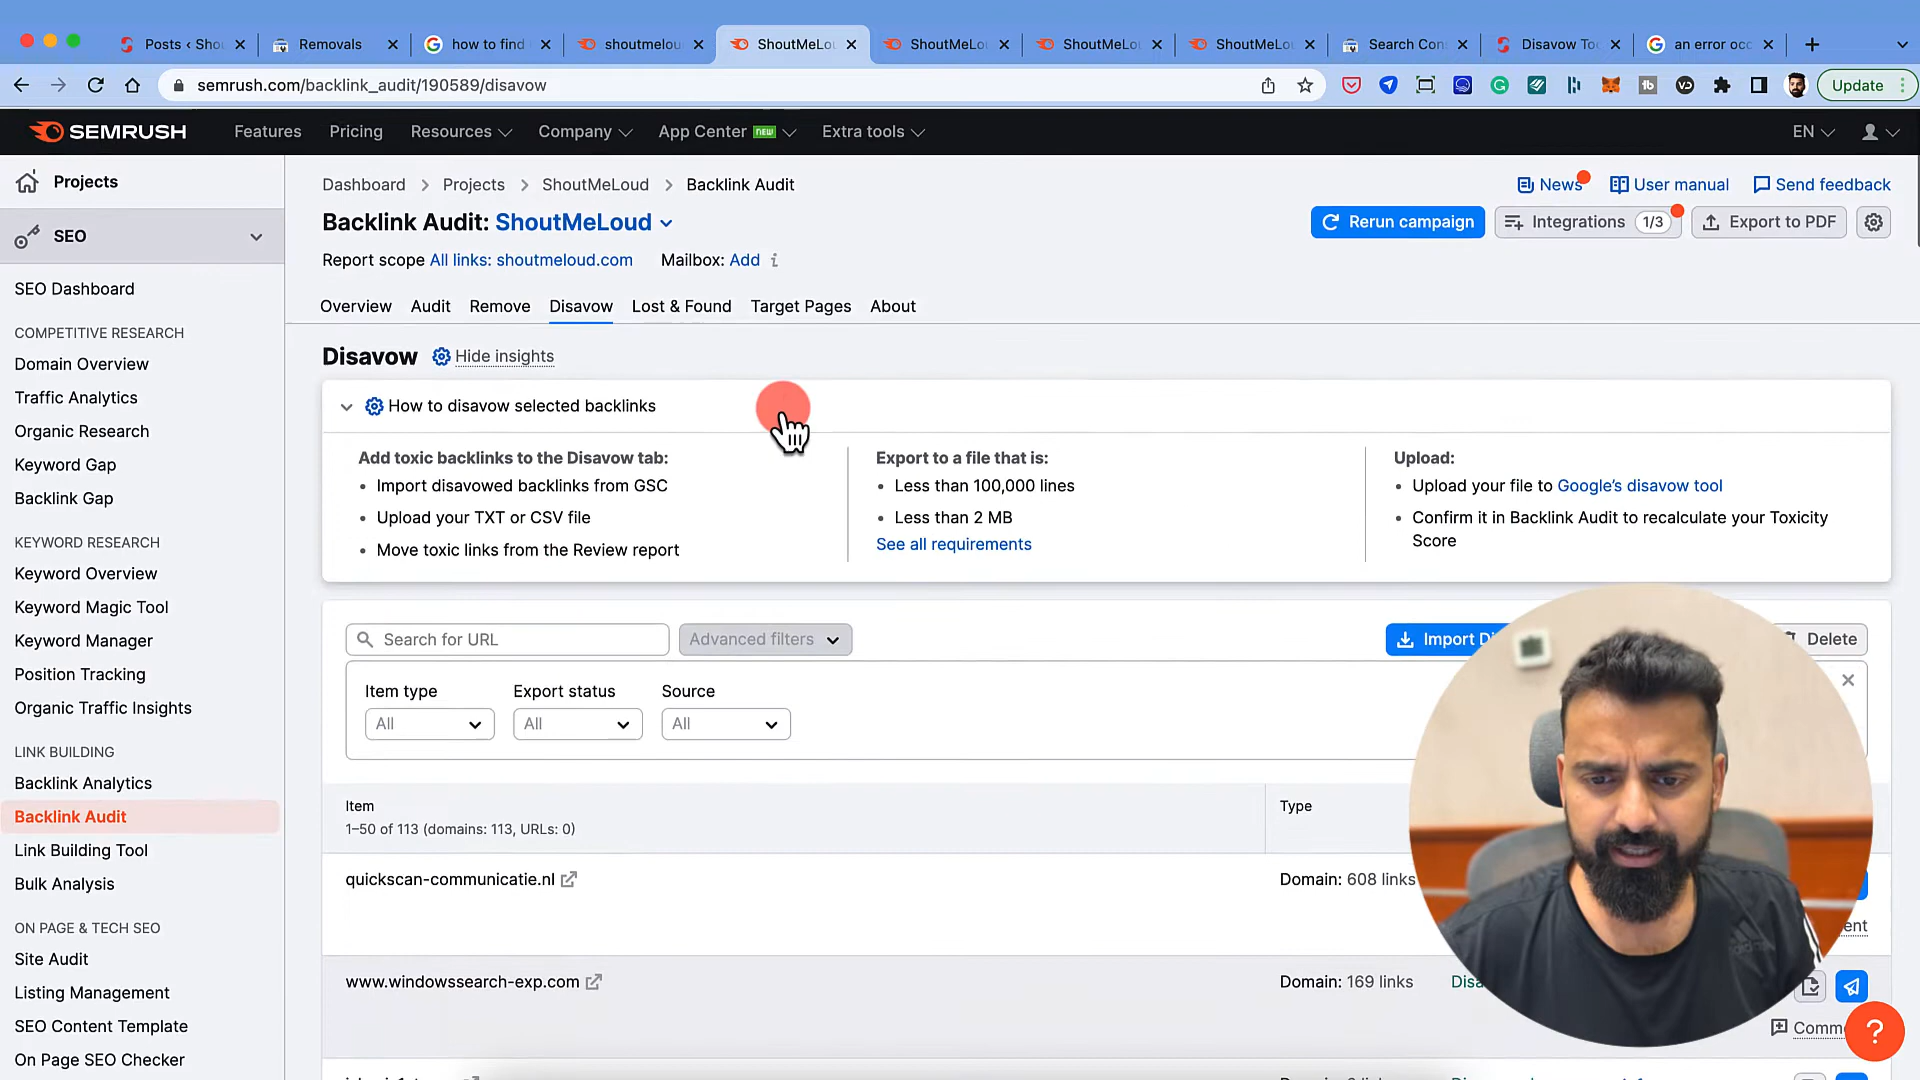 Posts ‹ Shou
Removals
how to find
shoutmelou
ShoutMeLou
ShoutMeLo
ShoutMeLo
ShoutMeLo
Search Con
Disavow Too
an error occ
semrush.com/backlink_audit/190589/disavow
Update
SEMRUSH
Features
Pricing
Resources
Company
App Center NEW
Extra tools
EN
Projects
SEO
SEO Dashboard
COMPETITIVE RESEARCH
Domain Overview
Traffic Analytics
Organic Research
Keyword Gap
Backlink Gap
KEYWORD RESEARCH
Keyword Overview
Keyword Magic Tool
Keyword Manager
Position Tracking
Organic Traffic Insights
LINK BUILDING
Backlink Analytics
Backlink Audit
Link Building Tool
Bulk Analysis
ON PAGE & TECH SEO
Site Audit
Listing Management
SEO Content Template
On Page SEO Checker
Dashboard > Projects > ShoutMeLoud > Backlink Audit
News
User manual
Send feedback
Backlink Audit: ShoutMeLoud
Rerun campaign
Integrations 1/3
Export to PDF
Report scope All links: shoutmeloud.com
Mailbox: Add i
Overview
Audit
Remove
Disavow
Lost & Found
Target Pages
About
Disavow
Hide insights
How to disavow selected backlinks
Add toxic backlinks to the Disavow tab:
• Import disavowed backlinks from GSC
• Upload your TXT or CSV file
• Move toxic links from the Review report
Export to a file that is:
• Less than 100,000 lines
• Less than 2 MB
See all requirements
Upload:
• Upload your file to Google's disavow tool
• Confirm it in Backlink Audit to recalculate your Toxicity
Score
Search for URL
Advanced filters
Import Di
Delete
Item type
Export status
Source
All
All
All
Item
Type
1–50 of 113 (domains: 113, URLs: 0)
quickscan-communicatie.nl
Domain: 608 links
ent
www.windowssearch-exp.com
Domain: 169 links
Disa
Comme
?